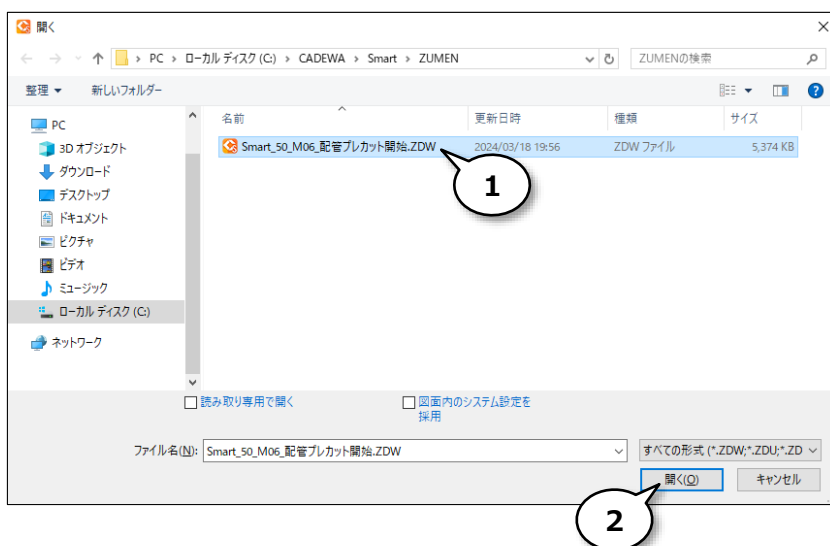 開く
PC › ローカル ディスク (C:) › CADEWA › Smart › ZUMEN
ZUMENの検索
整理
新しいフォルダー
名前
更新日時
種類
サイズ
PC
3D オブジェクト
ダウンロード
デスクトップ
ドキュメント
ピクチャ
ビデオ
ミュージック
ローカル ディスク (C:)
ネットワーク
Smart_50_M06_配管プレカット開始.ZDW
2024/03/18 19:56
ZDW ファイル
5,374 KB
1
読み取り専用で開く
図面内のシステム設定を
採用
ファイル名(N):
Smart_50_M06_配管プレカット開始.ZDW
すべての形式 (*.ZDW;*.ZDU;*.ZD
開く(O)
キャンセル
2